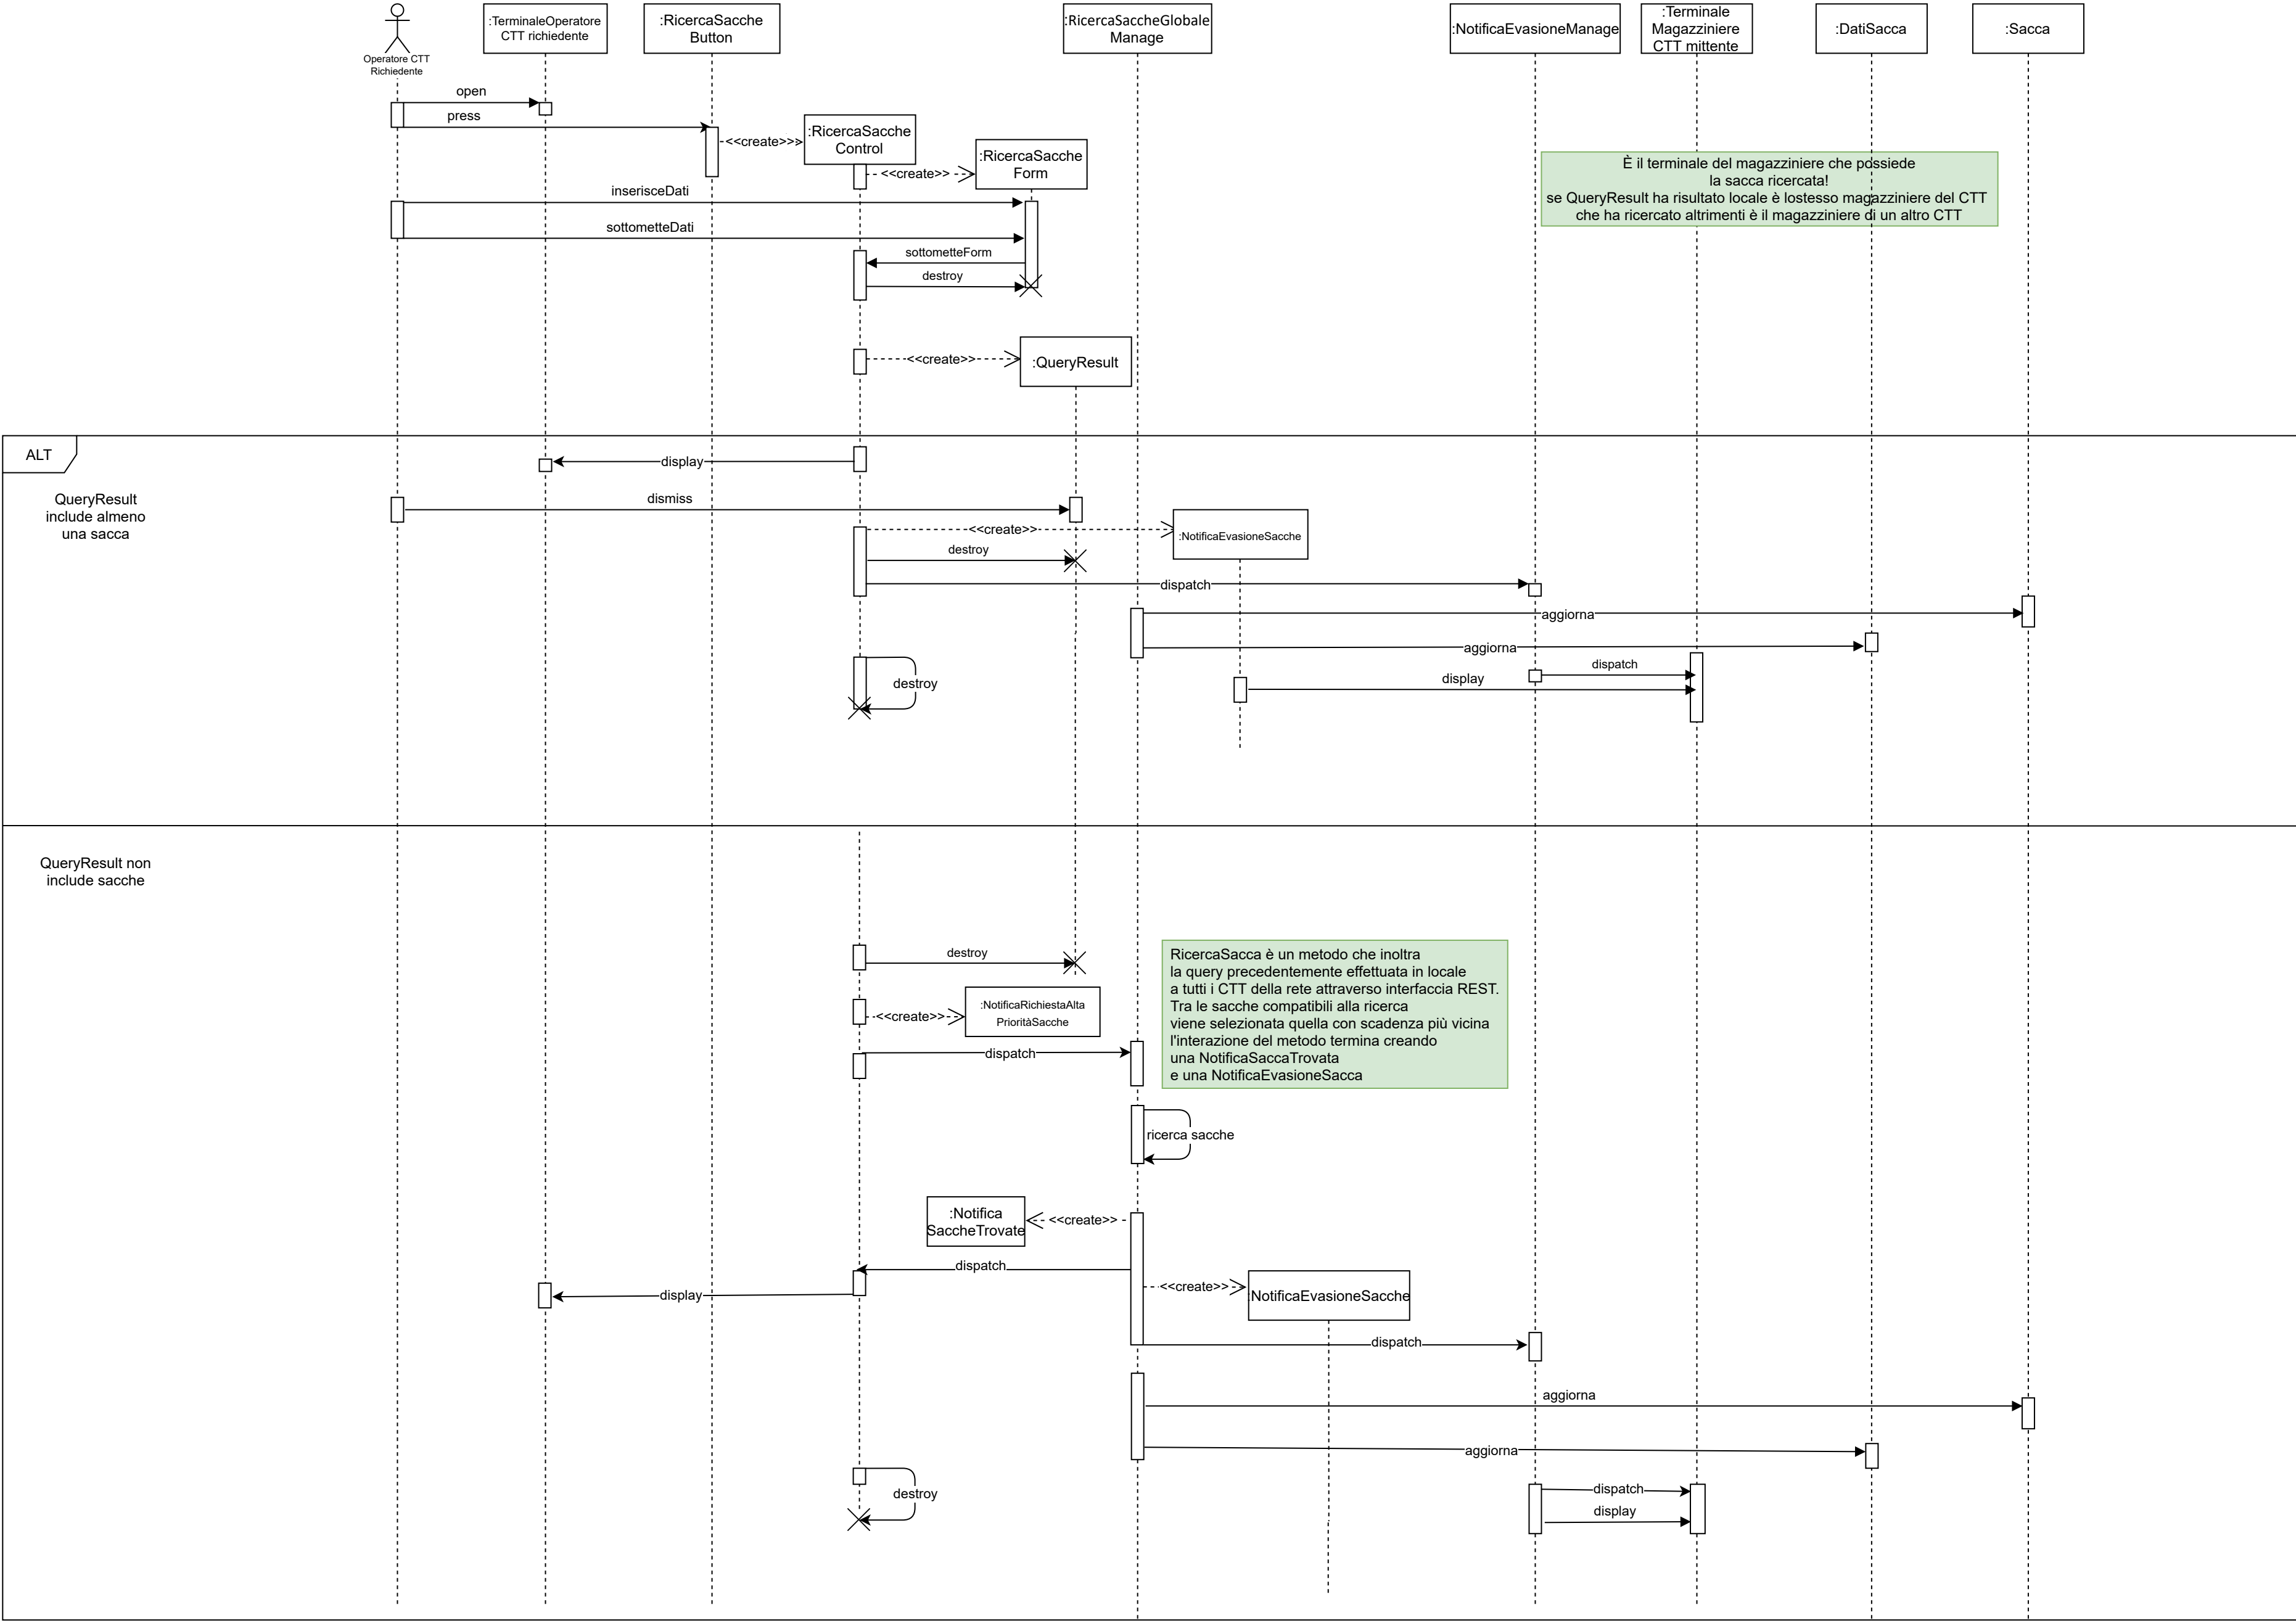 Operatore CTT
Richiedente
:TerminaleOperatore
CTT richiedente
:RicercaSacche
Button
:RicercaSaccheGlobale
Manage
:NotificaEvasioneManage
:Terminale
Magazziniere
CTT mittente
:DatiSacca
:Sacca
open
press
<<create>>
:RicercaSacche
Control
<<create>>
:RicercaSacche
Form
È il terminale del magazziniere che possiede
la sacca ricercata!
se QueryResult ha risultato locale è lostesso magazziniere del CTT
che ha ricercato altrimenti è il magazziniere di un altro CTT
inserisceDati
sottometteDati
sottometteForm
destroy
<<create>>
:QueryResult
ALT
display
QueryResult
include almeno
una sacca
dismiss
<<create>>
:NotificaEvasioneSacche
destroy
dispatch
aggiorna
aggiorna
dispatch
display
destroy
QueryResult non
include sacche
destroy
RicercaSacca è un metodo che inoltra
la query precedentemente effettuata in locale
a tutti i CTT della rete attraverso interfaccia REST.
Tra le sacche compatibili alla ricerca
viene selezionata quella con scadenza più vicina
l'interazione del metodo termina creando
una NotificaSaccaTrovata
e una NotificaEvasioneSacca
<<create>>
:NotificaRichiestaAlta
PrioritàSacche
dispatch
ricerca sacche
:Notifica
SaccheTrovate
<<create>>
dispatch
<<create>>
:NotificaEvasioneSacche
display
dispatch
aggiorna
aggiorna
destroy
dispatch
display